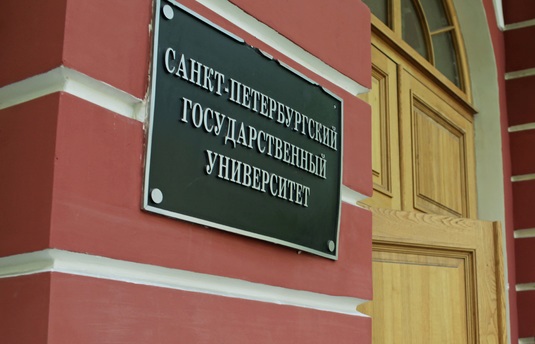 САНКТ-ПЕТЕРБУРГСКИЙ
ГОСУДАРСТВЕННЫЙ
УНИВЕРСИТЕТ